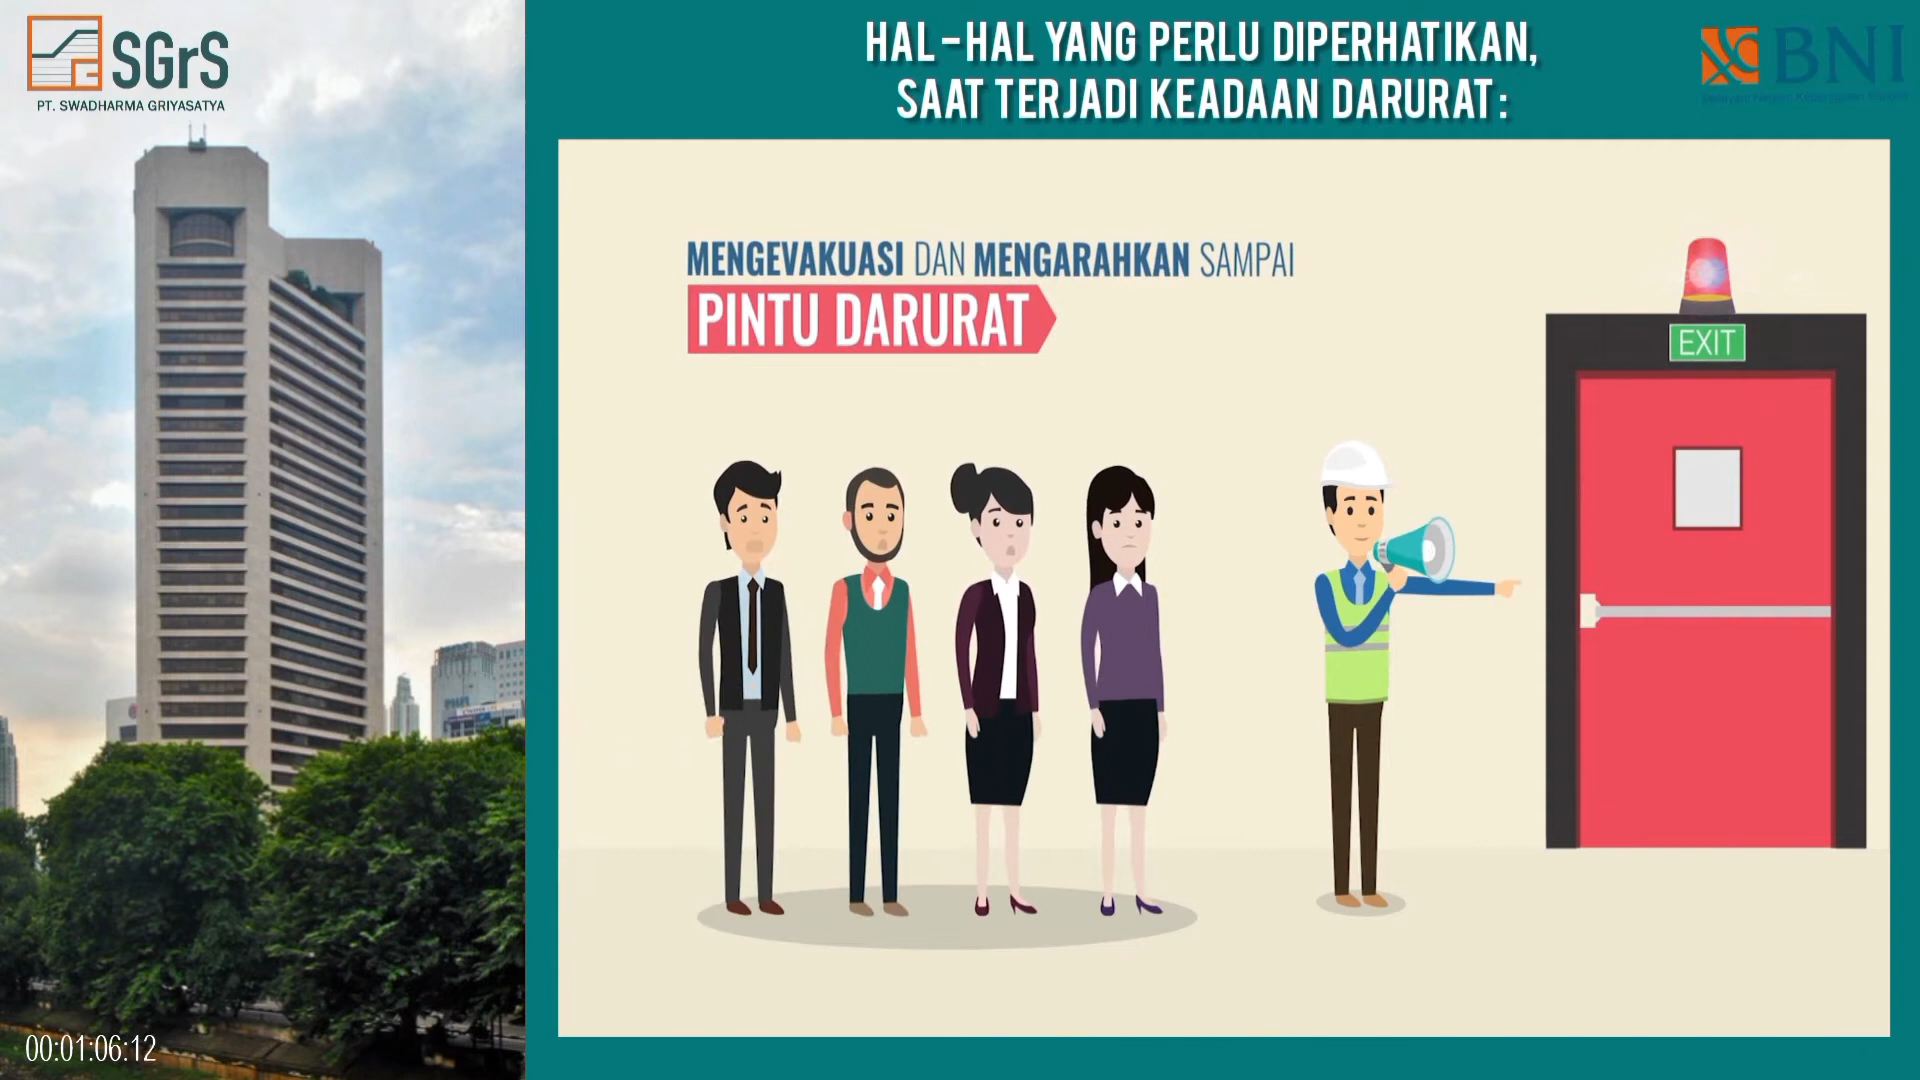 SGrS
PT. SWADHARMA GRIYASATYA
HAL-HAL YANG PERLU DIPERHATIKAN,
SAAT TERJADI KEADAAN DARURAT:
BNI
MENGEVAKUASI DAN MENGARAHKAN SAMPAI
PINTU DARURAT
EXIT
00:01:06:12